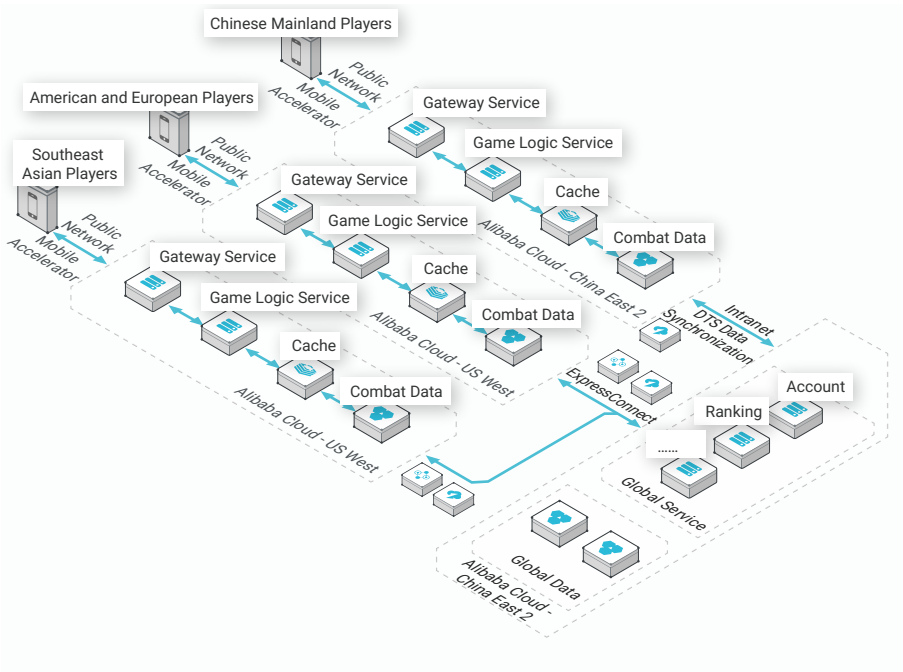 Chinese Mainland Players
Public
Network
Mobile
Accelerator
Gateway Service
Game Logic Service
Cache
Combat Data
Alibaba Cloud - China East 2
American and European Players
Public
Network
Mobile
Accelerator
Gateway Service
Game Logic Service
Cache
Combat Data
Alibaba Cloud - US West
Southeast
Asian Players
Public
Network
Mobile
Accelerator
Gateway Service
Game Logic Service
Cache
Combat Data
Alibaba Cloud - US West
Intranet
DTS Data
Synchronization
ExpressConnect
Account
Ranking
......
Global Service
Global Data
Alibaba Cloud -
China East 2